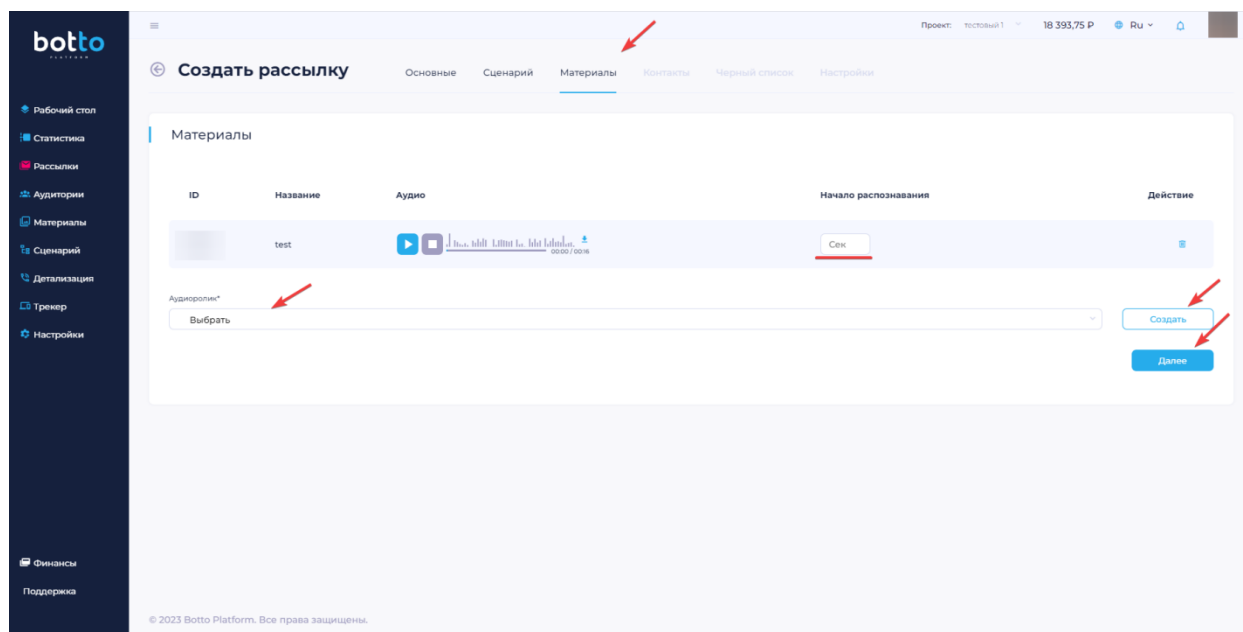 botto
PLATFORM
Проект: тестовый 1 18 393,75 ₽ Ru
Создать рассылку Основные Сценарий Материалы Контакты Черный список Настройки
Рабочий стол
Статистика
Рассылки
Аудитории
Материалы
Сценарий
Детализация
Трекер
Настройки
Материалы
ID Название Аудио Начало распознавания Действие
test 00:00 / 00:16 Сек
Аудиоролик*
Выбрать Создать
Далее
Финансы
Поддержка
© 2023 Botto Platform. Все права защищены.